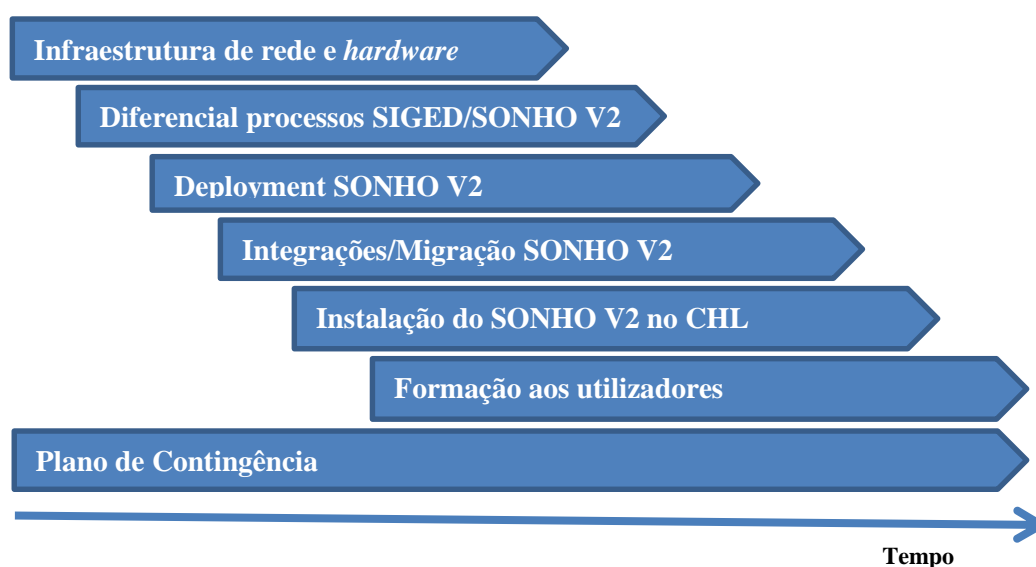 Infraestrutura de rede e hardware
Diferencial processos SIGED/SONHO V2
Deployment SONHO V2
Integrações/Migração SONHO V2
Instalação do SONHO V2 no CHL
Formação aos utilizadores
Plano de Contingência
Tempo